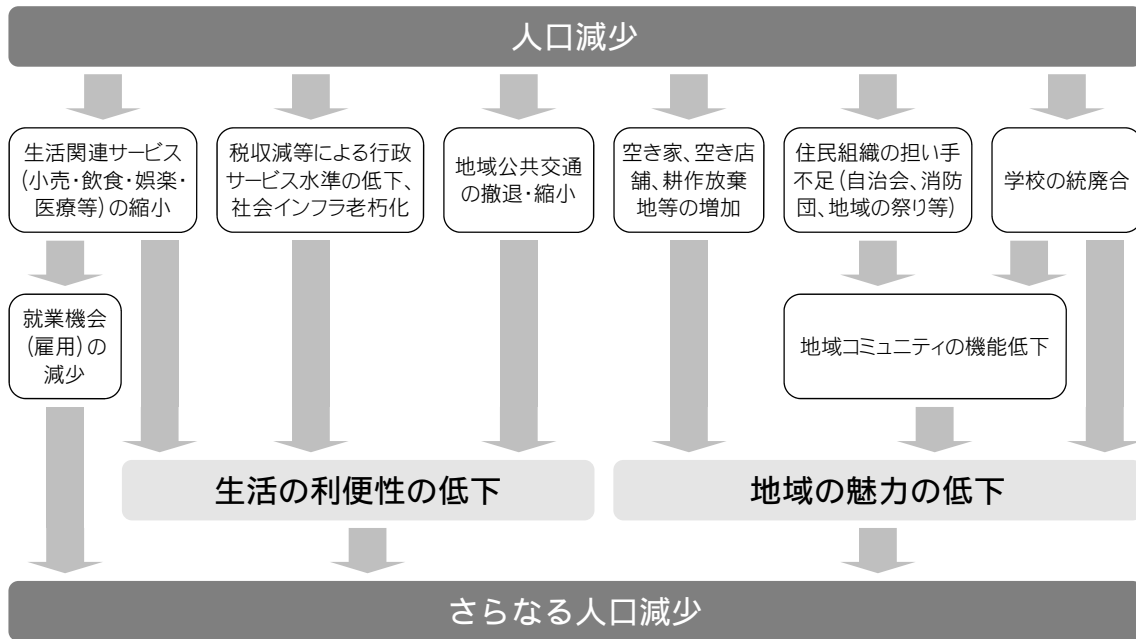 人口減少
生活関連サービス
(小売・飲食・娯楽・
医療等)の縮小
税収減等による行政
サービス水準の低下、
社会インフラ老朽化
地域公共交通
の撤退・縮小
空き家、空き店
舗、耕作放棄
地等の増加
住民組織の担い手
不足(自治会、消防
団、地域の祭り等)
学校の統廃合
就業機会
(雇用)の
減少
地域コミュニティの機能低下
生活の利便性の低下
地域の魅力の低下
さらなる人口減少